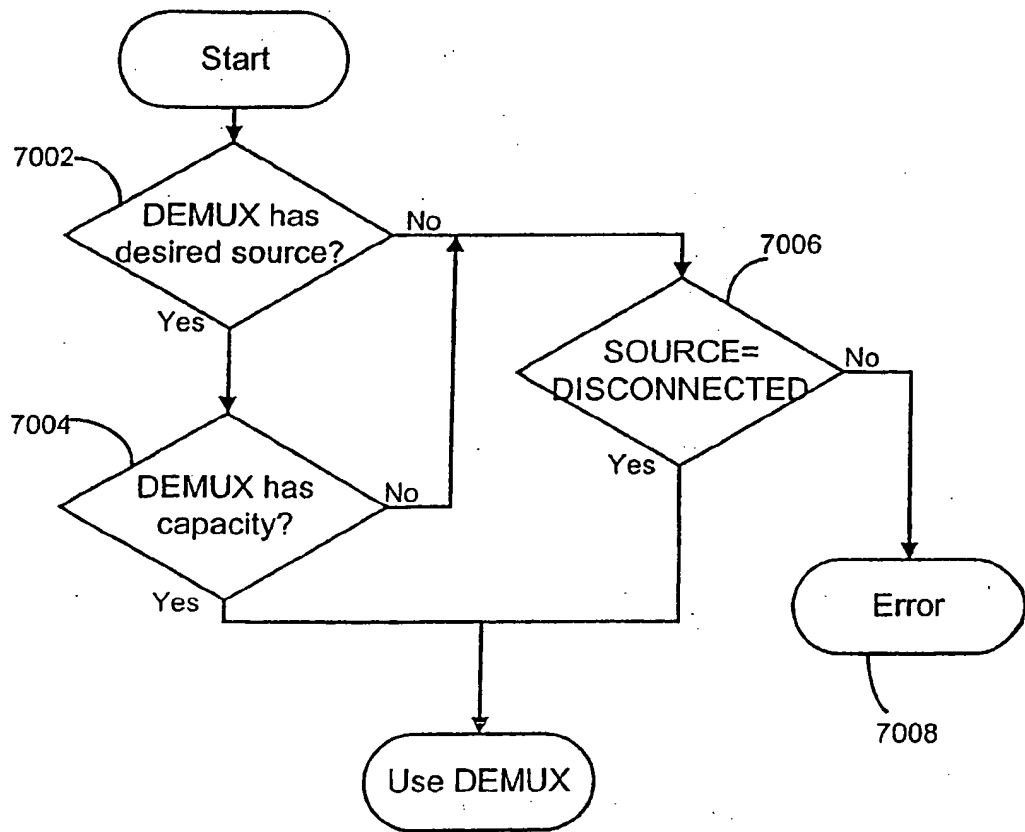 Start
7002
DEMUX has
desired source?
No
Yes
7006
SOURCE=
DISCONNECTED
No
Yes
7004
DEMUX has
capacity?
No
Yes
Error
7008
Use DEMUX